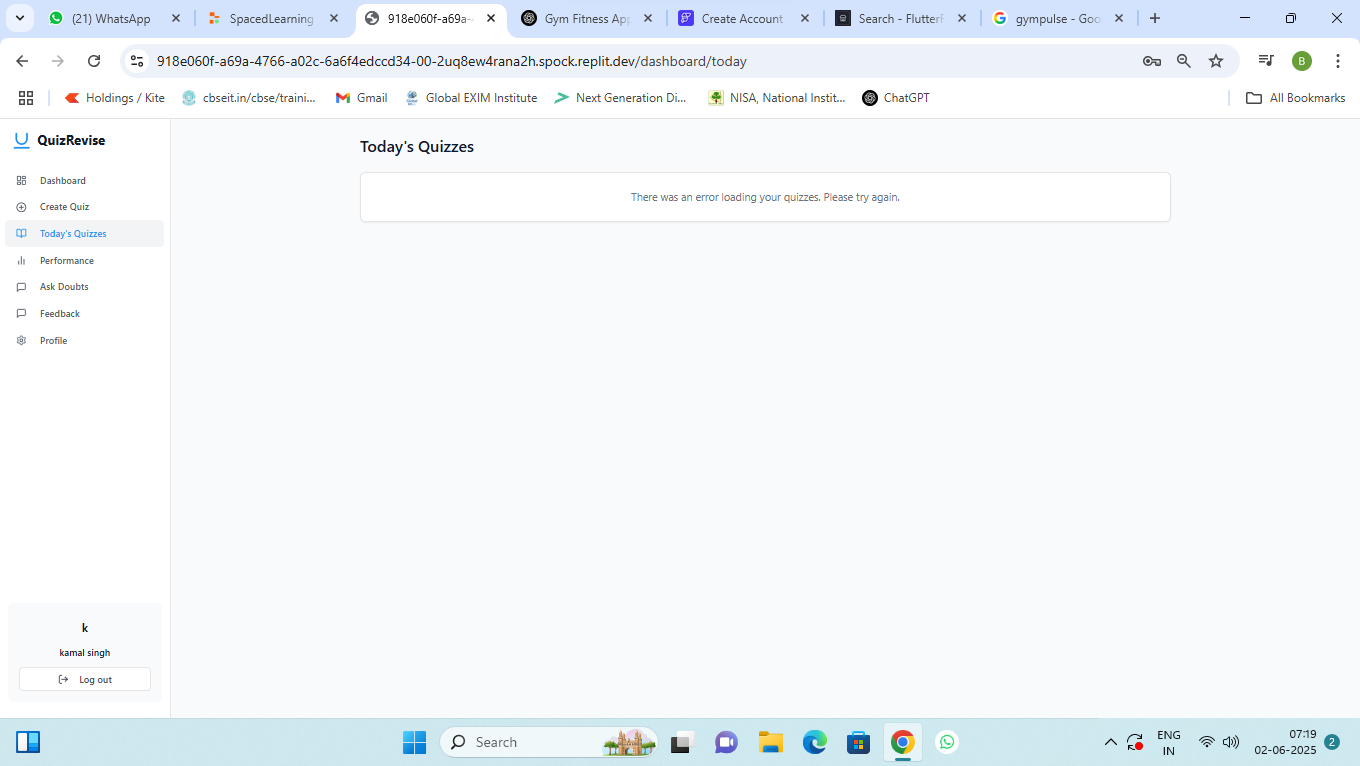 (21) WhatsApp
SpacedLearning
918e060f-a69a-
Gym Fitness App
Create Account
Search - FlutterF
gympulse - Goo
918e060f-a69a-4766-a02c-6a6f4edccd34-00-2uq8ew4rana2h.spock.replit.dev/dashboard/today
B
Holdings / Kite
cbseit.in/cbse/traini...
Gmail
Global EXIM Institute
Next Generation Di...
NISA, National Instit...
ChatGPT
All Bookmarks
QuizRevise
Dashboard
Create Quiz
Today's Quizzes
Performance
Ask Doubts
Feedback
Profile
Today's Quizzes
There was an error loading your quizzes. Please try again.
k
kamal singh
Log out
Search
ENG
IN
07:19
02-06-2025
2